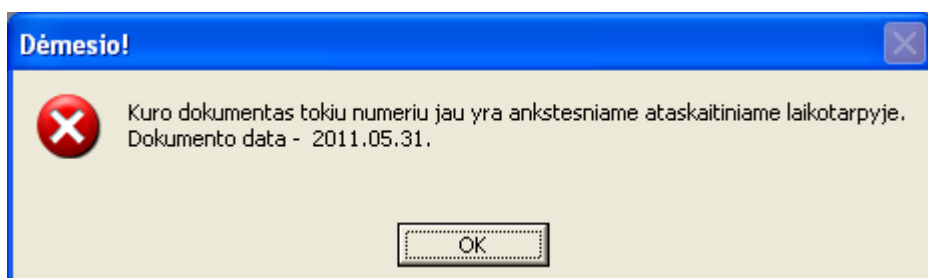 Dėmesio!
Kuro dokumentas tokiu numeriu jau yra ankstesniame ataskaitiniame laikotarpyje.
Dokumento data - 2011.05.31.
OK